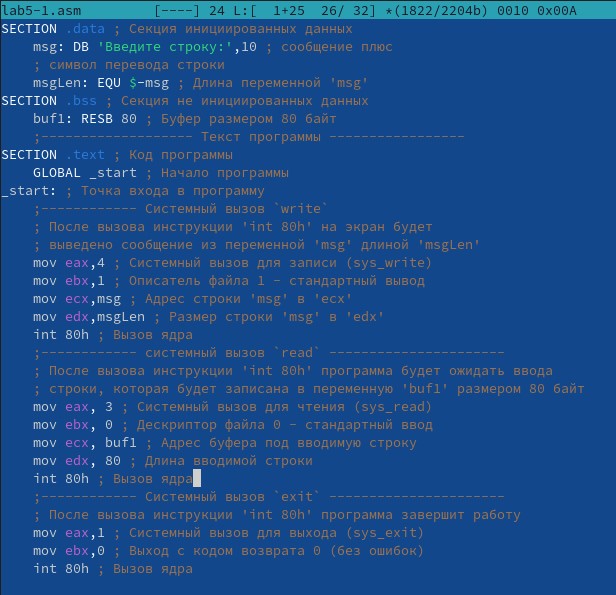 lab5-1.asm [----] 24 L:[ 1+25 26/ 32] *(1822/2204b) 0010 0x00A
SECTION .data ; Секция инициированных данных
msg: DB 'Введите строку:',10 ; сообщение плюс
; символ перевода строки
msgLen: EQU $-msg ; Длина переменной 'msg'
SECTION .bss ; Секция не инициированных данных
buf1: RESB 80 ; Буфер размером 80 байт
;------------------- Текст программы -----------------
SECTION .text ; Код программы
GLOBAL _start ; Начало программы
_start: ; Точка входа в программу
;------------ Системный вызов `write`
; После вызова инструкции 'int 80h' на экран будет
; выведено сообщение из переменной 'msg' длиной 'msgLen'
mov eax,4 ; Системный вызов для записи (sys_write)
mov ebx,1 ; Описатель файла 1 - стандартный вывод
mov ecx,msg ; Адрес строки 'msg' в 'ecx'
mov edx,msgLen ; Размер строки 'msg' в 'edx'
int 80h ; Вызов ядра
;------------ системный вызов `read` ----------------------
; После вызова инструкции 'int 80h' программа будет ожидать ввода
; строки, которая будет записана в переменную 'buf1' размером 80 байт
mov eax, 3 ; Системный вызов для чтения (sys_read)
mov ebx, 0 ; Дескриптор файла 0 - стандартный ввод
mov ecx, buf1 ; Адрес буфера под вводимую строку
mov edx, 80 ; Длина вводимой строки
int 80h ; Вызов ядра
;------------ Системный вызов `exit` ----------------------
; После вызова инструкции 'int 80h' программа завершит работу
mov eax,1 ; Системный вызов для выхода (sys_exit)
mov ebx,0 ; Выход с кодом возврата 0 (без ошибок)
int 80h ; Вызов ядра